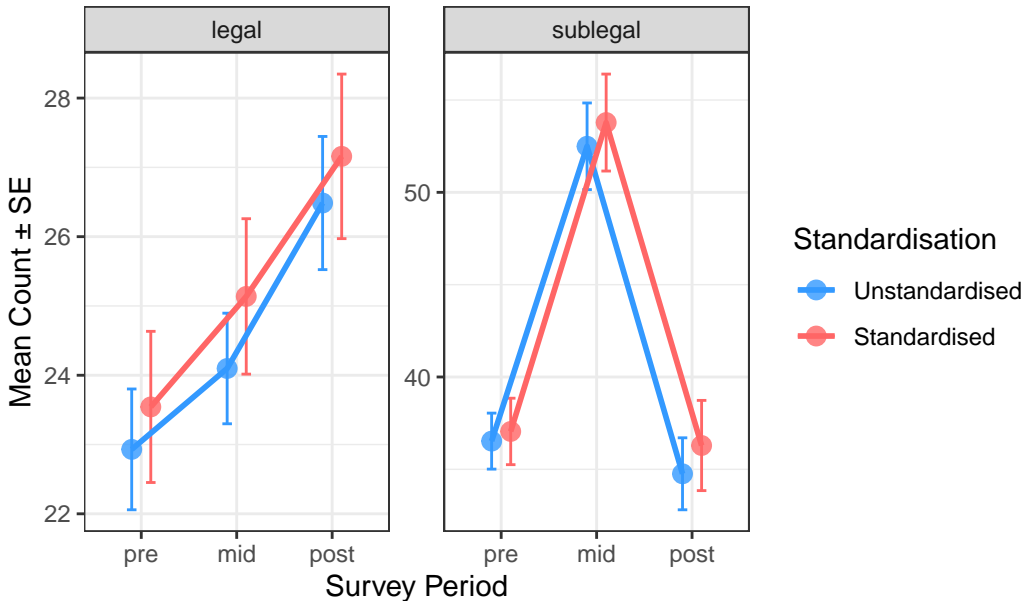 legal
sublegal
Mean Count ± SE
28
26
24
22
50
40
pre mid post
pre mid post
Survey Period
Standardisation
Unstandardised
Standardised